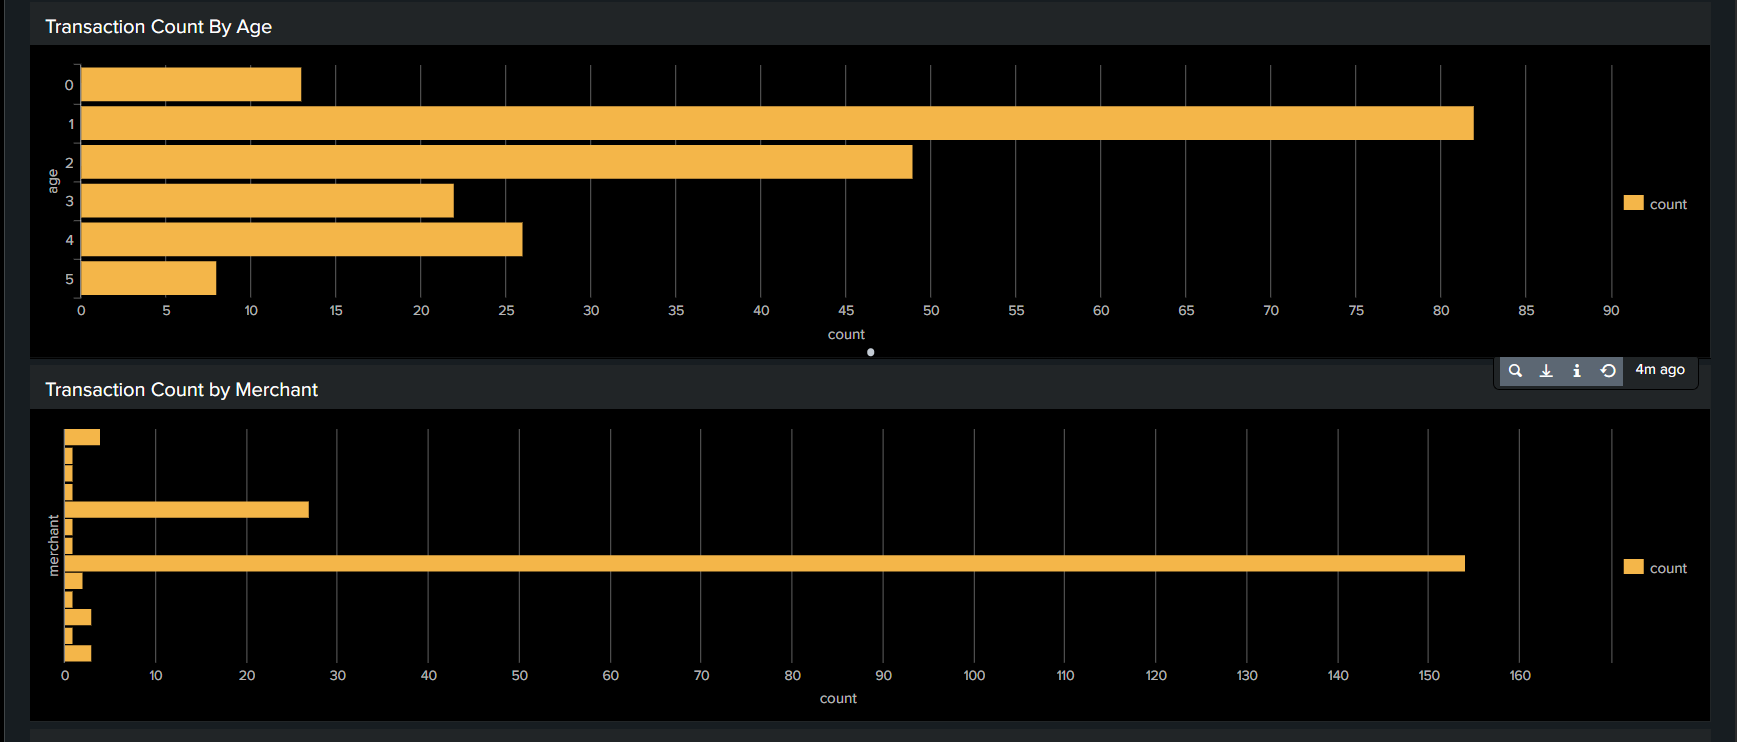 Transaction Count By Age
0
1
2
3
4
5
age
0 5 10 15 20 25 30 35 40 45 50 55 60 65 70 75 80 85 90
count
count
4m ago
Transaction Count by Merchant
merchant
0 10 20 30 40 50 60 70 80 90 100 110 120 130 140 150 160
count
count